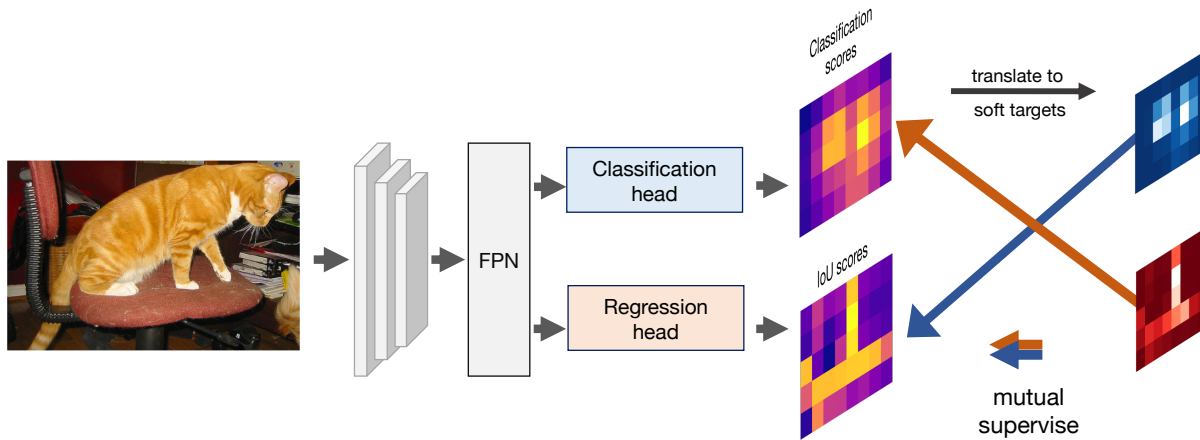 Classification
scores
translate to
soft targets
Classification
head
FPN
IoU scores
Regression
head
mutual
supervise